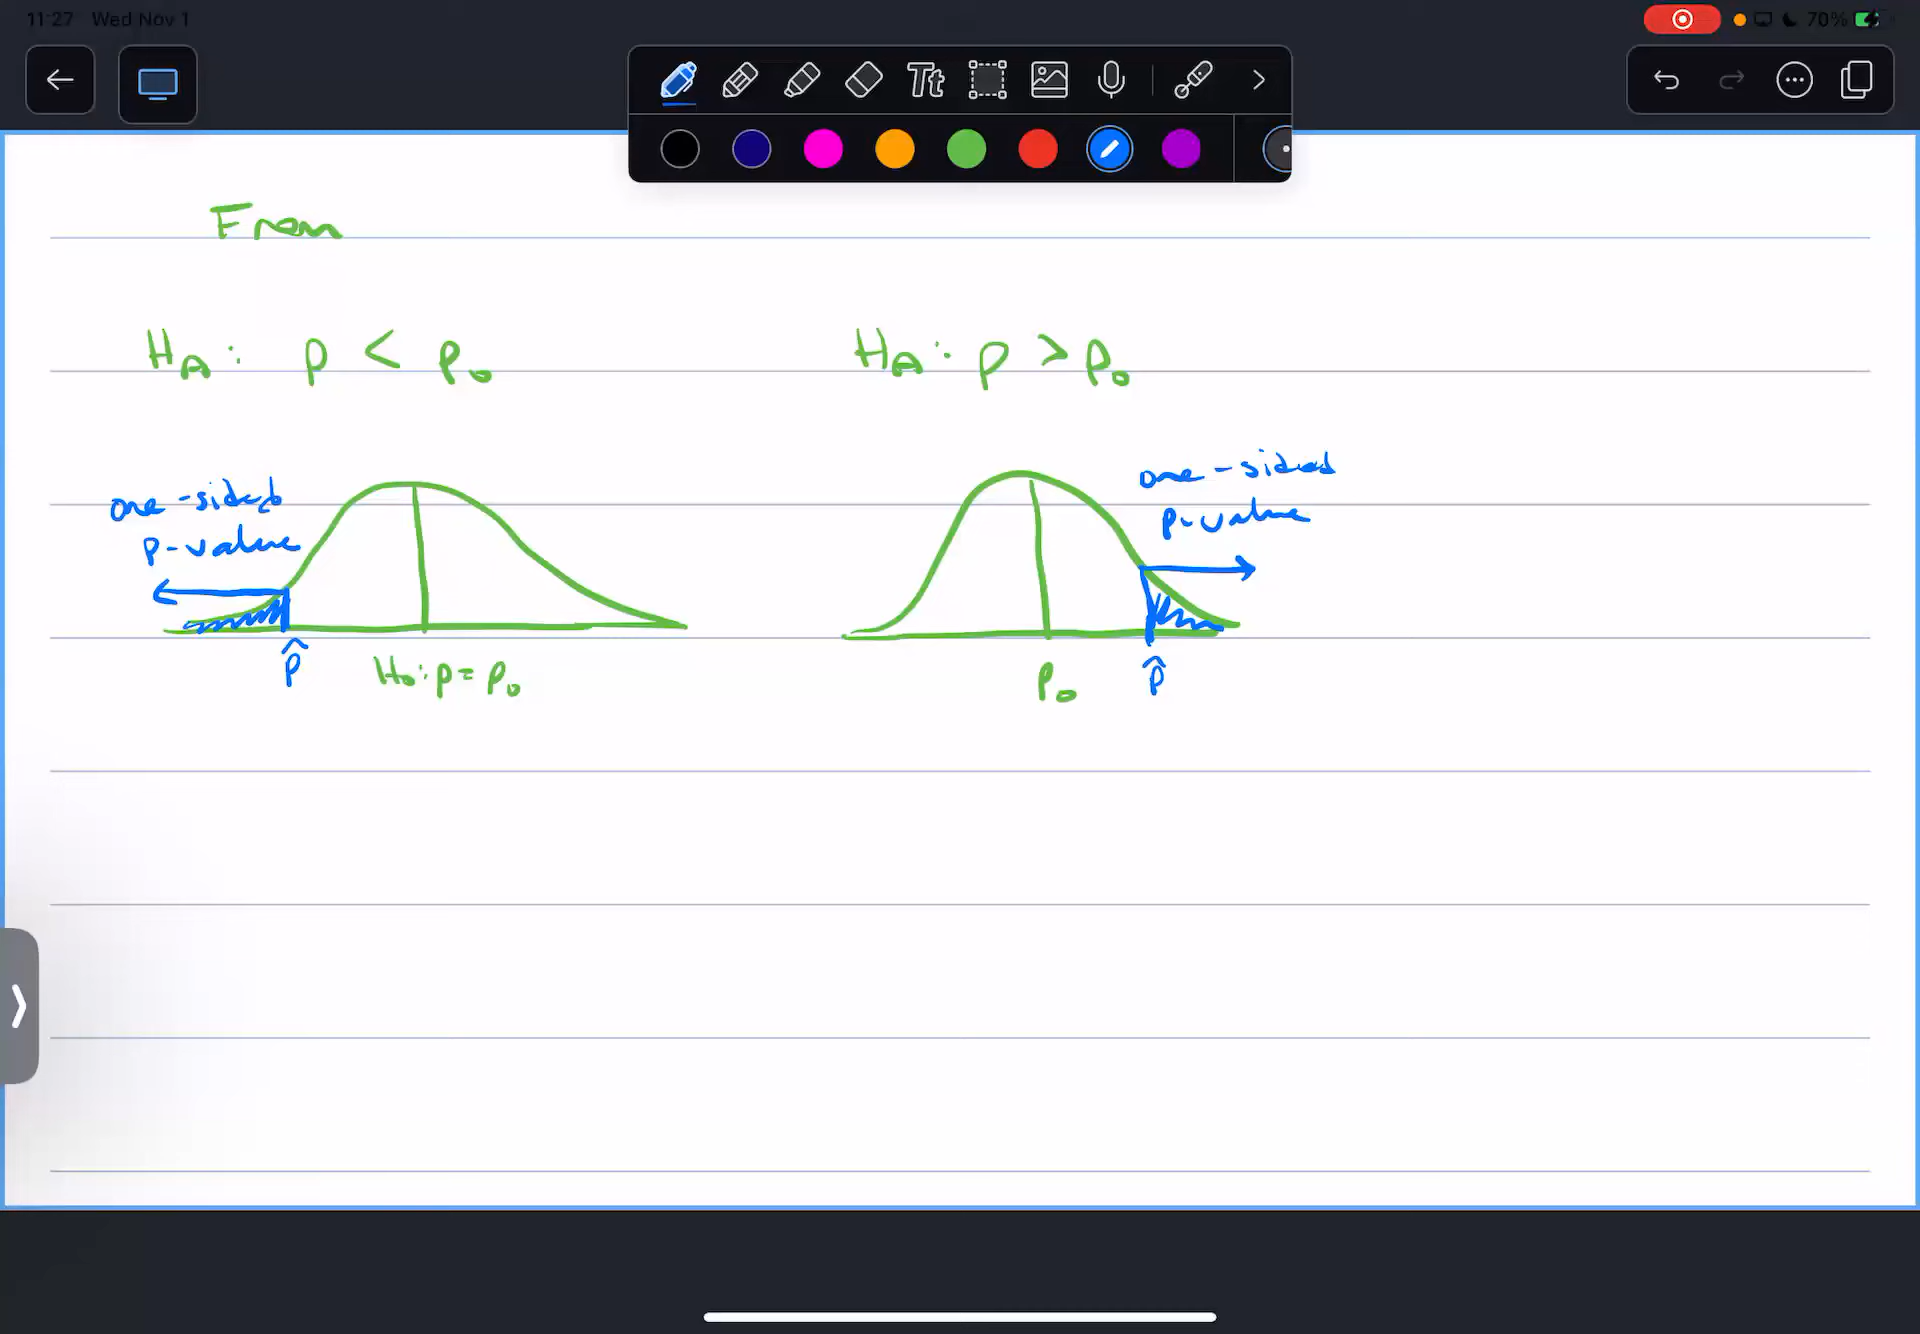 11:27 Wed Nov 1
70%
Tt
From
HA: p < p₀
HA: p > p₀
one-sided
p-value
p̂
H₀: p = p₀
one-sided
p-value
p₀
p̂